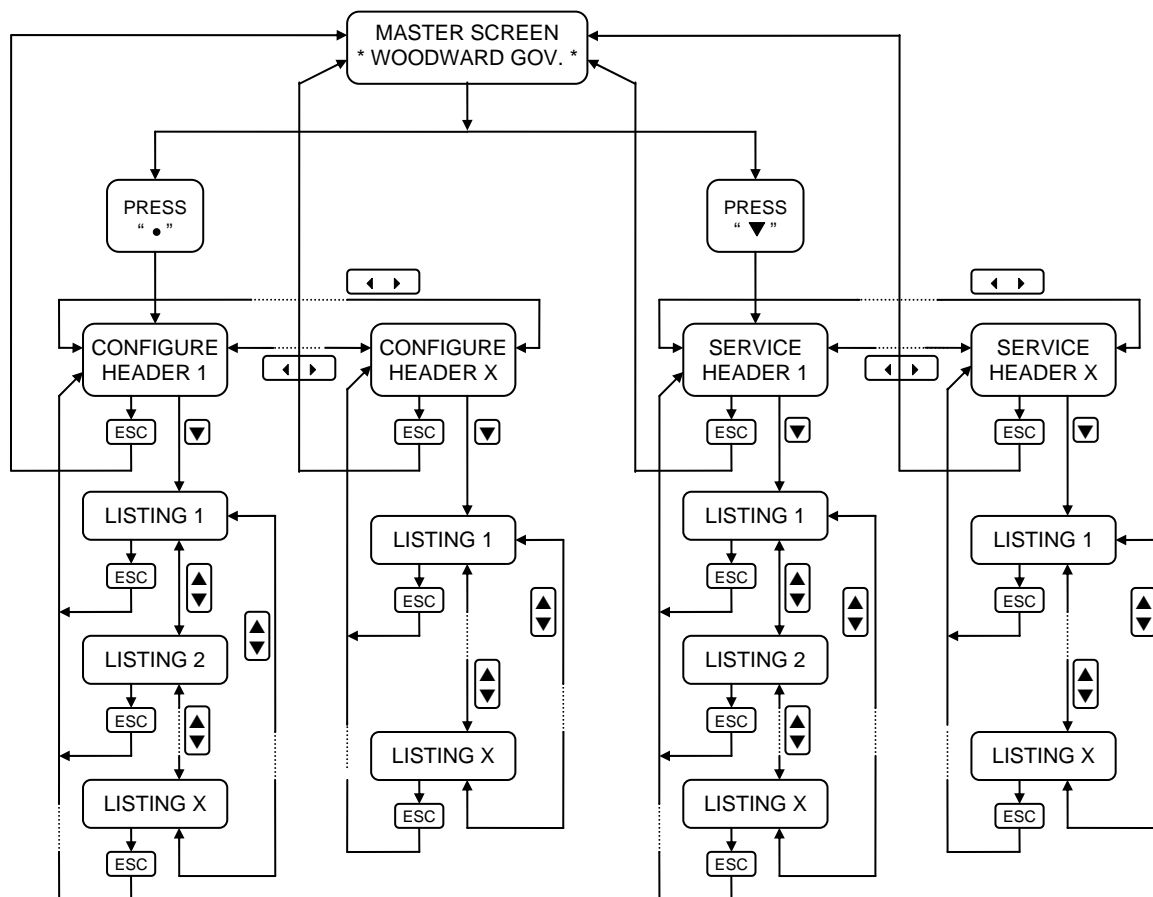 MASTER SCREEN
* WOODWARD GOV. *
PRESS
“ ● ”
PRESS
“ ▼ ”
CONFIGURE
HEADER 1
CONFIGURE
HEADER X
SERVICE
HEADER 1
SERVICE
HEADER X
ESC
ESC
ESC
ESC
LISTING 1
LISTING 1
LISTING 1
LISTING 1
ESC
ESC
ESC
ESC
LISTING 2
LISTING 2
ESC
ESC
LISTING X
LISTING X
LISTING X
LISTING X
ESC
ESC
ESC
ESC